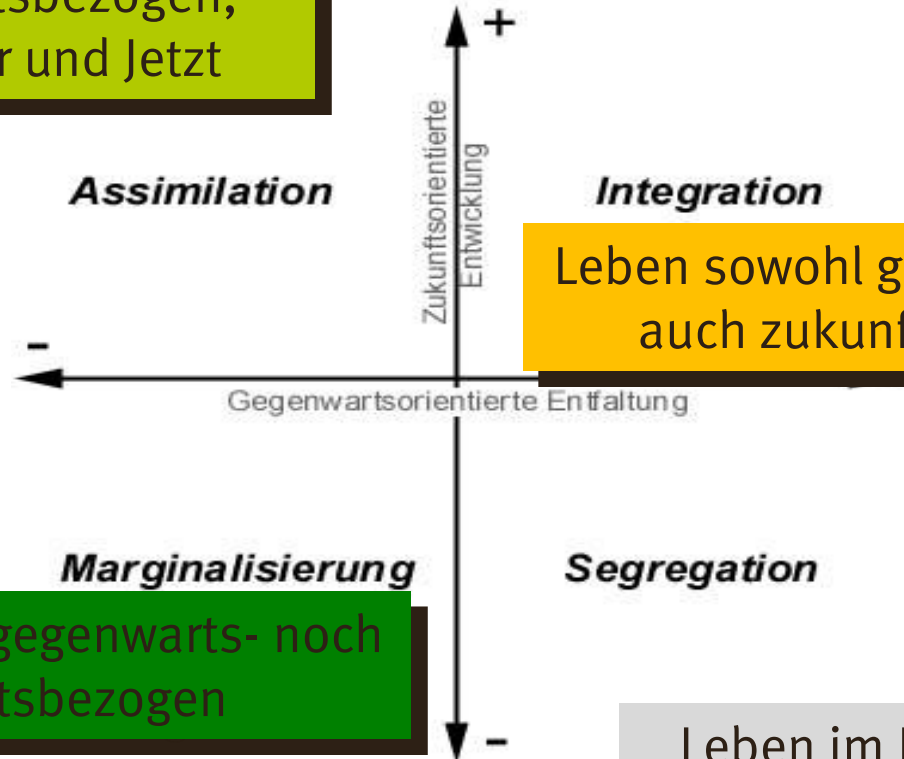 tsbezogen,
r und Jetzt
+
Zukunftsorientierte
Entwicklung
Assimilation
Integration
Leben sowohl g
auch zukunf
-
Gegenwartsorientierte Entfaltung
Marginalisierung
Segregation
gegenwarts- noch
tsbezogen
-
Leben im